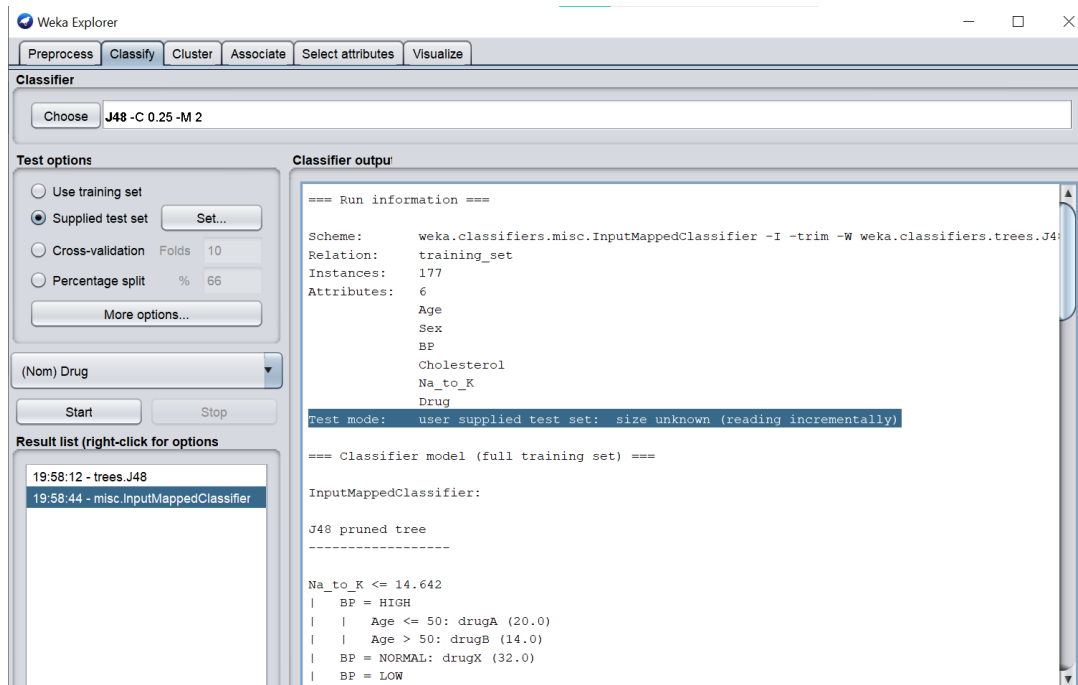 Weka Explorer
Preprocess Classify Cluster Associate Select attributes Visualize
Classifier
Choose J48 -C 0.25 -M 2
Test options
Use training set
Supplied test set Set...
Cross-validation Folds 10
Percentage split % 66
More options...
(Nom) Drug
Start Stop
Result list (right-click for options
19:58:12 - trees.J48
19:58:44 - misc.InputMappedClassifier
Classifier output
=== Run information ===
Scheme: weka.classifiers.misc.InputMappedClassifier -I -trim -W weka.classifiers.trees.J4
Relation: training_set
Instances: 177
Attributes: 6
Age
Sex
BP
Cholesterol
Na_to_K
Drug
Test mode: user supplied test set: size unknown (reading incrementally)
=== Classifier model (full training set) ===
InputMappedClassifier:
J48 pruned tree
------------------
Na_to_K <= 14.642
| BP = HIGH
| | Age <= 50: drugA (20.0)
| | Age > 50: drugB (14.0)
| BP = NORMAL: drugX (32.0)
| BP = LOW